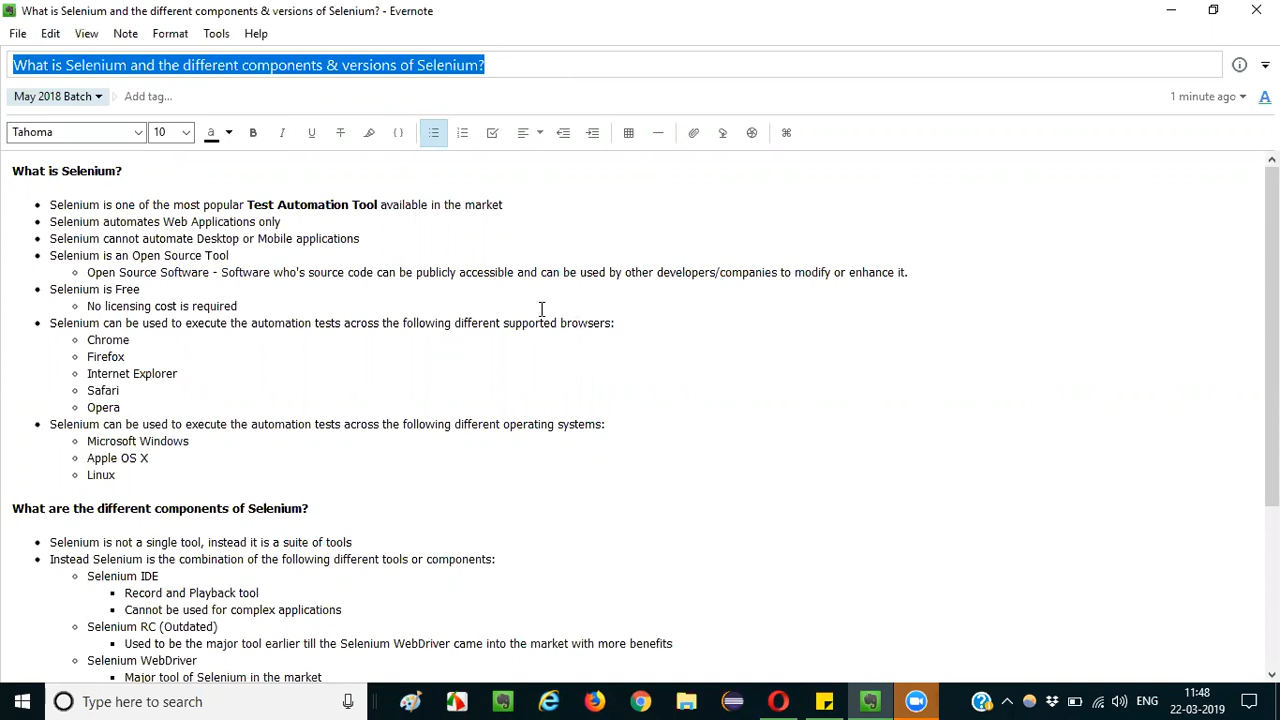 What is Selenium and the different components & versions of Selenium? - Evernote
File Edit View Note Format Tools Help
What is Selenium and the different components & versions of Selenium?
May 2018 Batch Add tag... 1 minute ago A
Tahoma 10 a B I U T { }
What is Selenium?
Selenium is one of the most popular Test Automation Tool available in the market
Selenium automates Web Applications only
Selenium cannot automate Desktop or Mobile applications
Selenium is an Open Source Tool
Open Source Software - Software who's source code can be publicly accessible and can be used by other developers/companies to modify or enhance it.
Selenium is Free
No licensing cost is required
Selenium can be used to execute the automation tests across the following different supported browsers:
Chrome
Firefox
Internet Explorer
Safari
Opera
Selenium can be used to execute the automation tests across the following different operating systems:
Microsoft Windows
Apple OS X
Linux
What are the different components of Selenium?
Selenium is not a single tool, instead it is a suite of tools
Instead Selenium is the combination of the following different tools or components:
Selenium IDE
Record and Playback tool
Cannot be used for complex applications
Selenium RC (Outdated)
Used to be the major tool earlier till the Selenium WebDriver came into the market with more benefits
Selenium WebDriver
Major tool of Selenium in the market
Type here to search ENG 11:48
22-03-2019